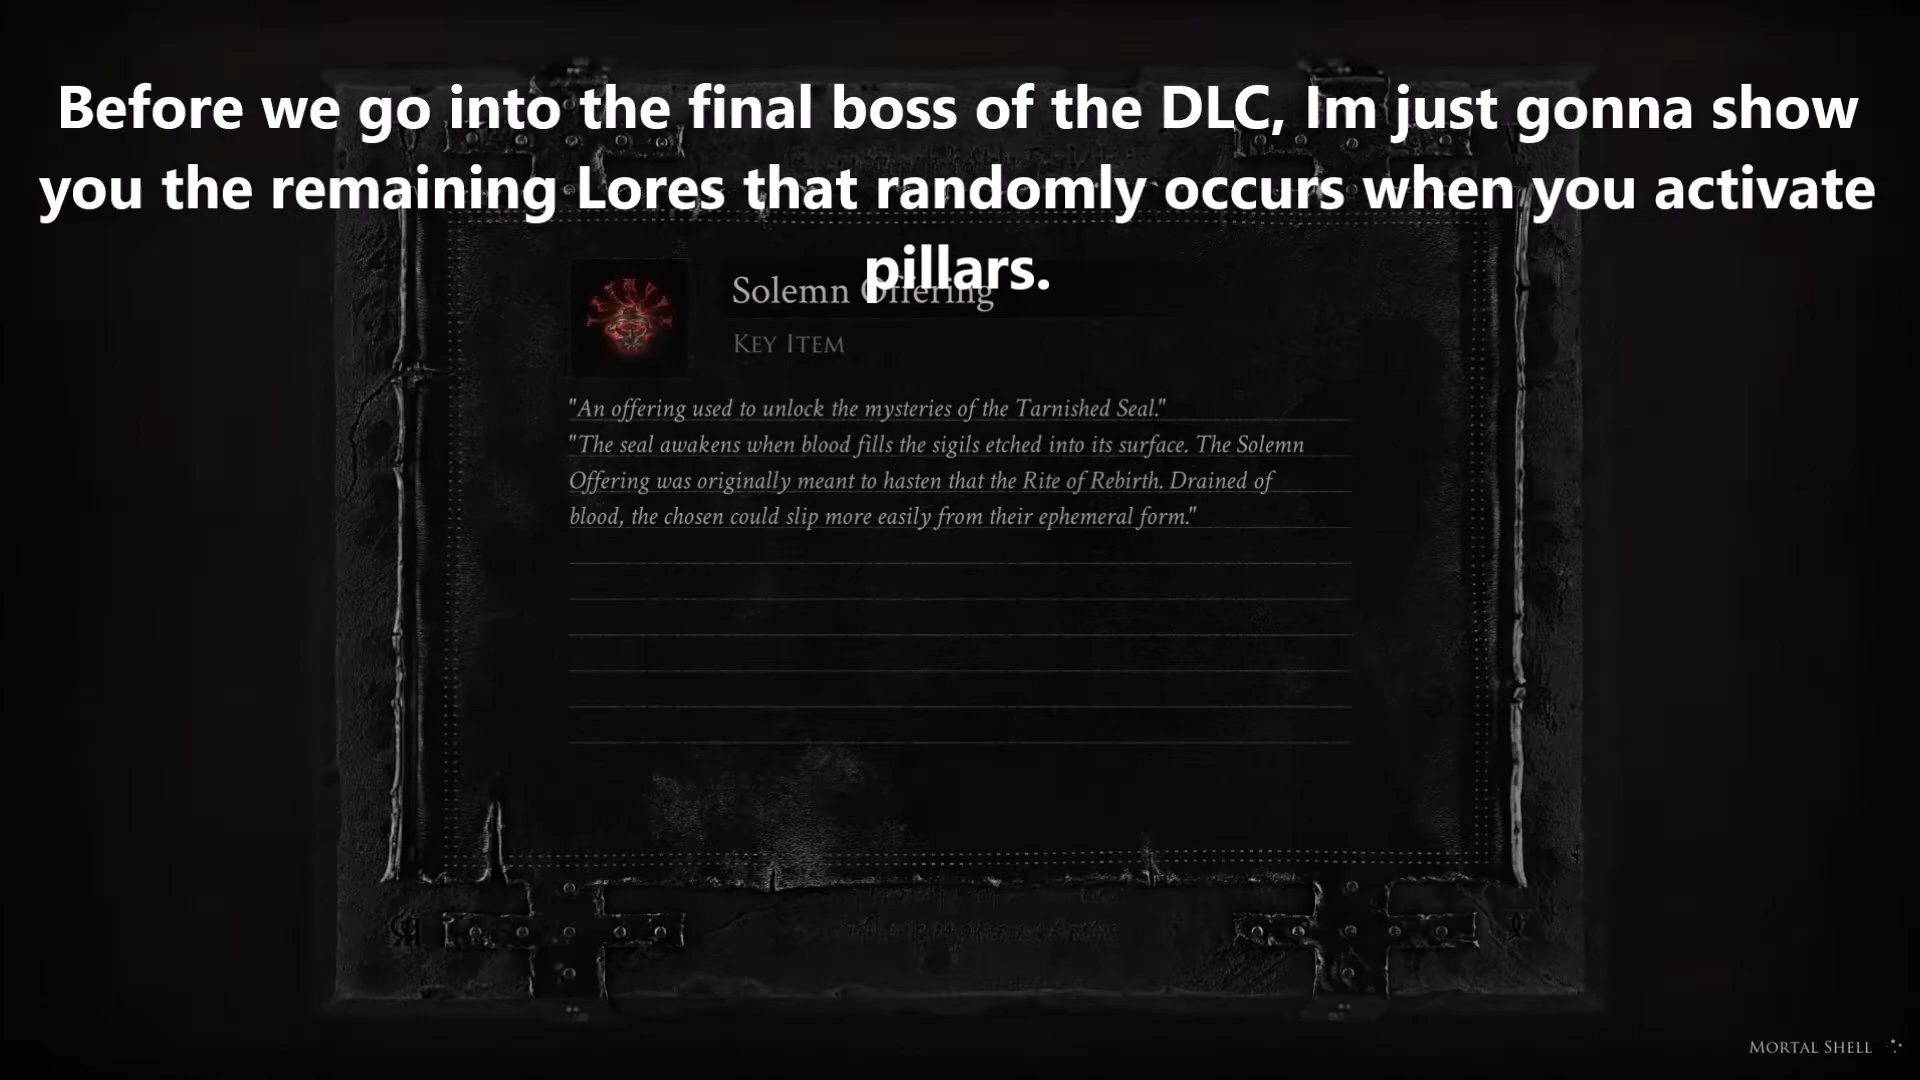 Before we go into the final boss of the DLC, Im just gonna show
you the remaining Lores that randomly occurs when you activate
pillars.
Solemn Offering
KEY ITEM
"An offering used to unlock the mysteries of the Tarnished Seal."
"The seal awakens when blood fills the sigils etched into its surface. The Solemn
Offering was originally meant to hasten that the Rite of Rebirth. Drained of
blood, the chosen could slip more easily from their ephemeral form."
MORTAL SHELL